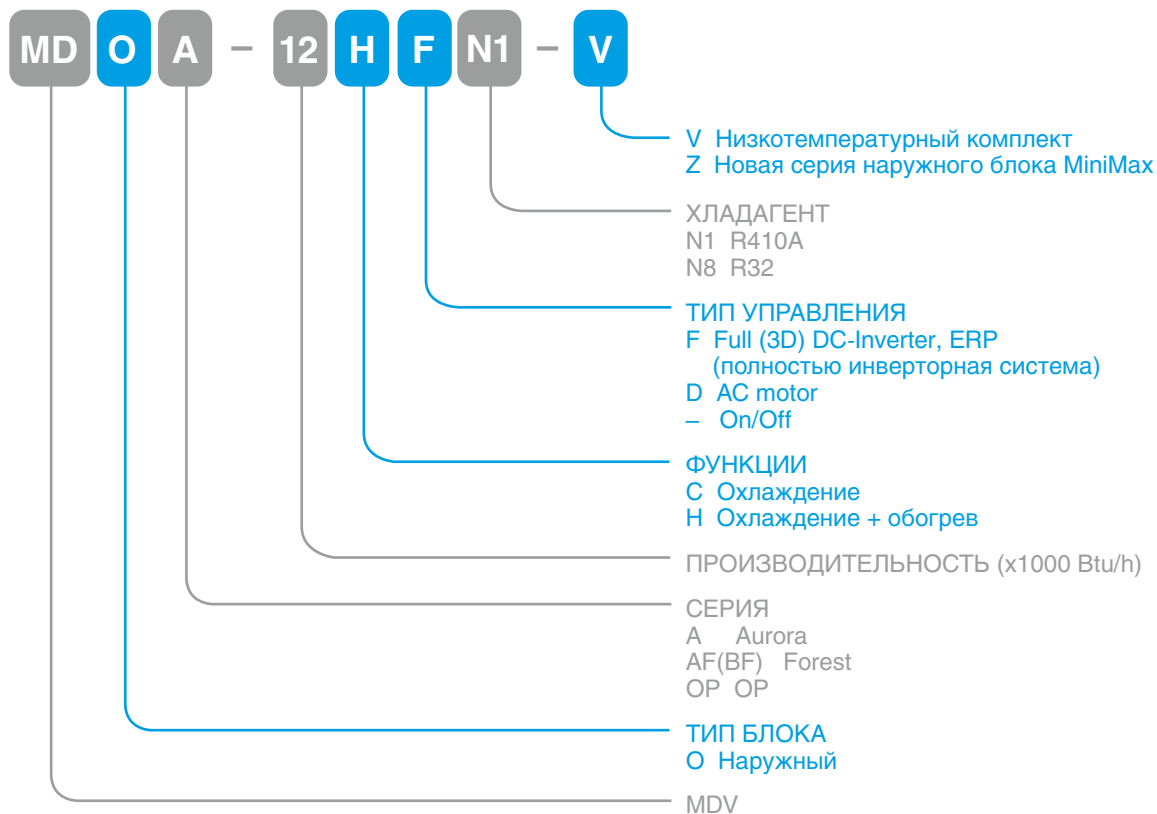 MD O A – 12 H F N1 – V
V Низкотемпературный комплект
Z Новая серия наружного блока MiniMax
ХЛАДАГЕНТ
N1 R410A
N8 R32
ТИП УПРАВЛЕНИЯ
F Full (3D) DC-Inverter, ERP
(полностью инверторная система)
D AC motor
– On/Off
ФУНКЦИИ
C Охлаждение
H Охлаждение + обогрев
ПРОИЗВОДИТЕЛЬНОСТЬ (x1000 Btu/h)
СЕРИЯ
A Aurora
AF(BF) Forest
OP OP
ТИП БЛОКА
O Наружный
MDV